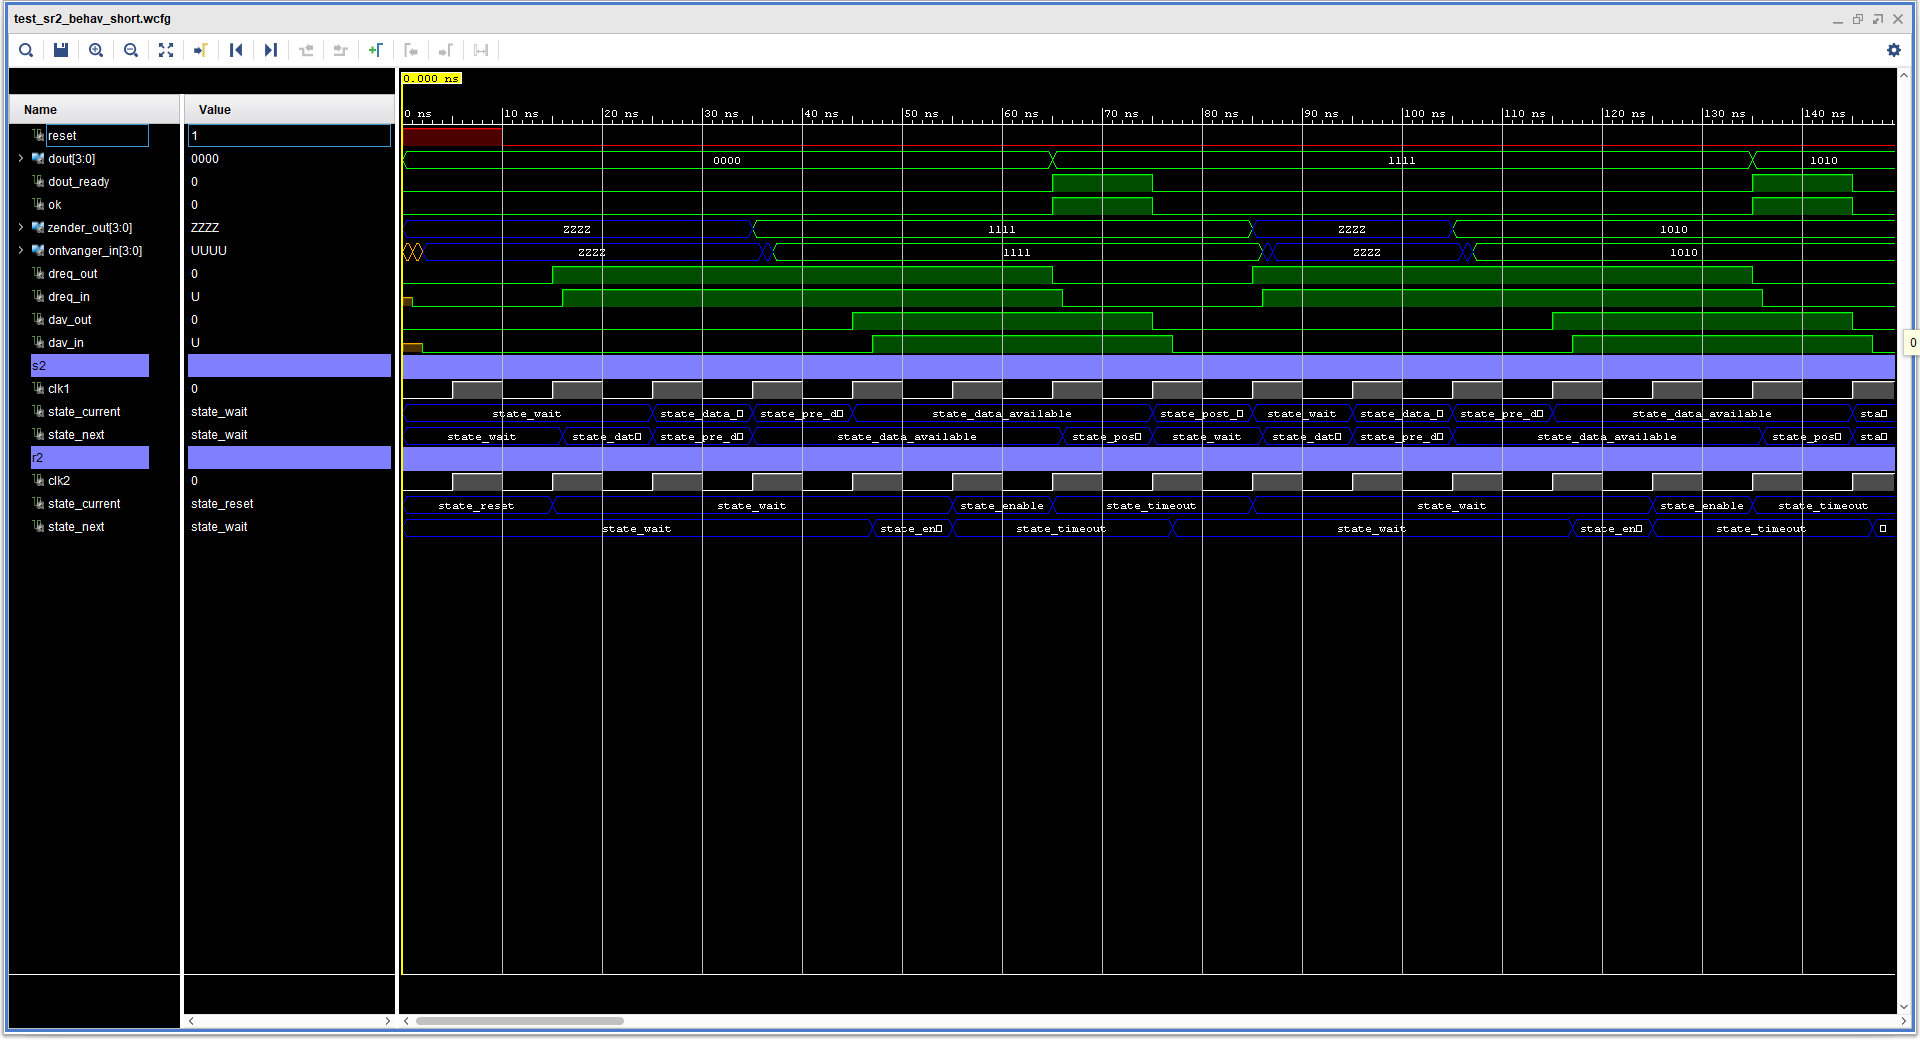 test_sr2_behav_short.wcfg
0.000 ns
Name Value
0 ns 10 ns 20 ns 30 ns 40 ns 50 ns 60 ns 70 ns 80 ns 90 ns 100 ns 110 ns 120 ns 130 ns 140 ns
reset 1
dout[3:0] 0000 0000 1111 1010
dout_ready 0
ok 0
zender_out[3:0] ZZZZ ZZZZ 1111 ZZZZ 1010
ontvanger_in[3:0] UUUU ZZZZ 1111 ZZZZ 1010
dreq_out 0
dreq_in U
dav_out 0
dav_in U
0
s2
clk1 0
state_current state_wait state_wait state_data_ state_pre_d state_data_available state_post_ state_wait state_data_ state_pre_d state_data_available sta
state_next state_wait state_wait state_dat state_pre_d state_data_available state_pos state_wait state_dat state_pre_d state_data_available state_pos sta
r2
clk2 0
state_current state_reset state_reset state_wait state_enable state_timeout state_wait state_enable state_timeout
state_next state_wait state_wait state_en state_timeout state_wait state_en state_timeout